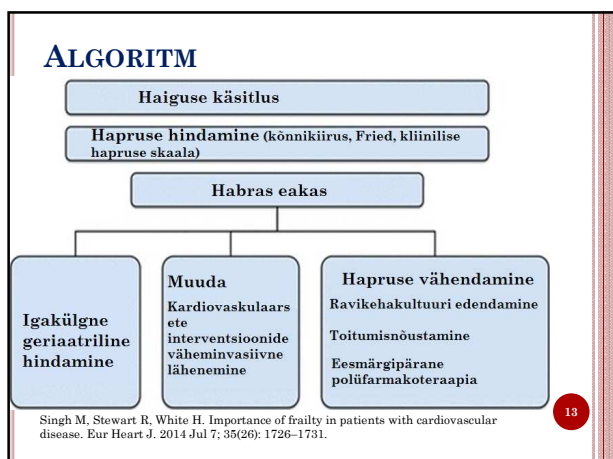 ALGORITM
Haiguse käsitlus
Hapruse hindamine (kõnnikiirus, Fried, kliinilise
hapruse skaala)
Habras eakas
Igakülgne
geriaatriline
hindamine
Muuda
Kardiovaskulaars
ete
interventsioonide
väheminvasiivne
lähenemine
Hapruse vähendamine
Ravikehakultuuri edendamine
Toitumisnõustamine
Eesmärgipärane
polüfarmakoteraapia
Singh M, Stewart R, White H. Importance of frailty in patients with cardiovascular
disease. Eur Heart J. 2014 Jul 7; 35(26): 1726–1731.
13